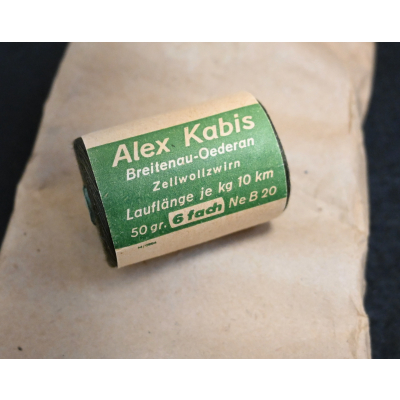 Alex Kabis
Breitenau-Oederan
Zellwollzwirn
Lauflänge je kg 10 km
50 gr. 6 fach Ne B 20